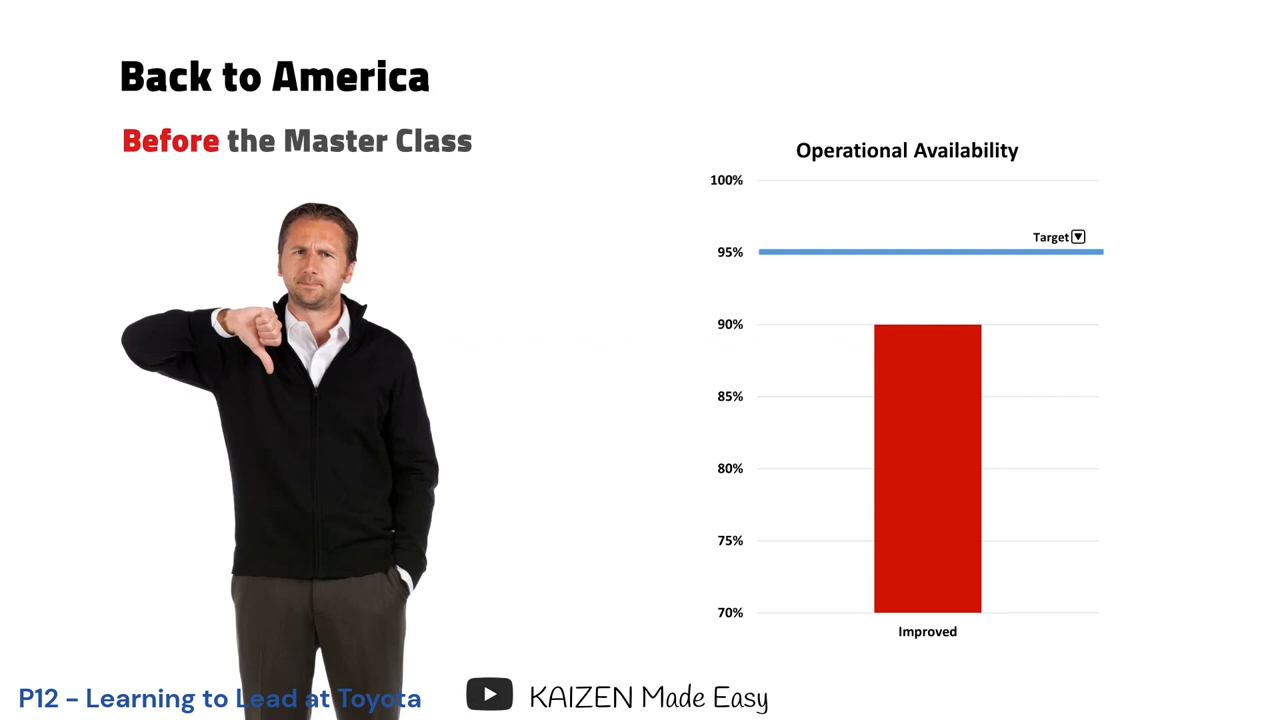 Back to America
Before the Master Class
Operational Availability
100%
Target
95%
90%
85%
80%
75%
70%
Improved
P12 - Learning to Lead at Toyota
KAIZEN Made Easy